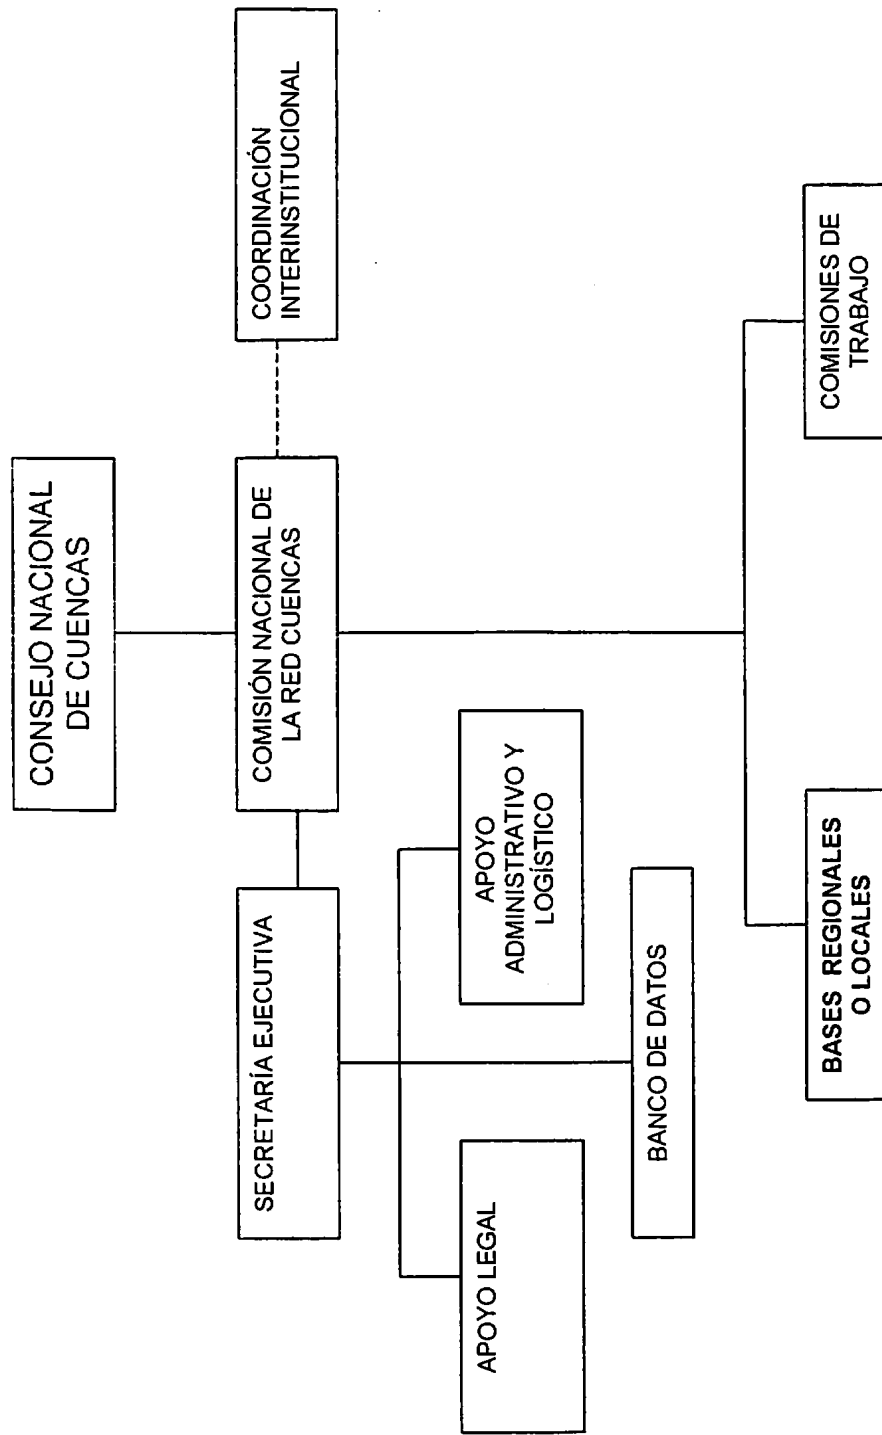 CONSEJO NACIONAL
DE CUENCAS
SECRETARÍA EJECUTIVA
COMISIÓN NACIONAL DE
LA RED CUENCAS
COORDINACIÓN
INTERINSTITUCIONAL
APOYO LEGAL
APOYO
ADMINISTRATIVO Y
LOGÍSTICO
BANCO DE DATOS
BASES REGIONALES
O LOCALES
COMISIONES DE
TRABAJO